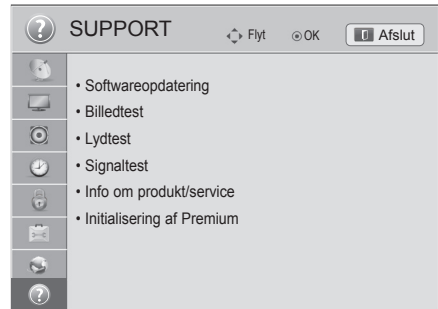 SUPPORT Flyt OK Afslut
• Softwareopdatering
• Billedtest
• Lydtest
• Signaltest
• Info om produkt/service
• Initialisering af Premium